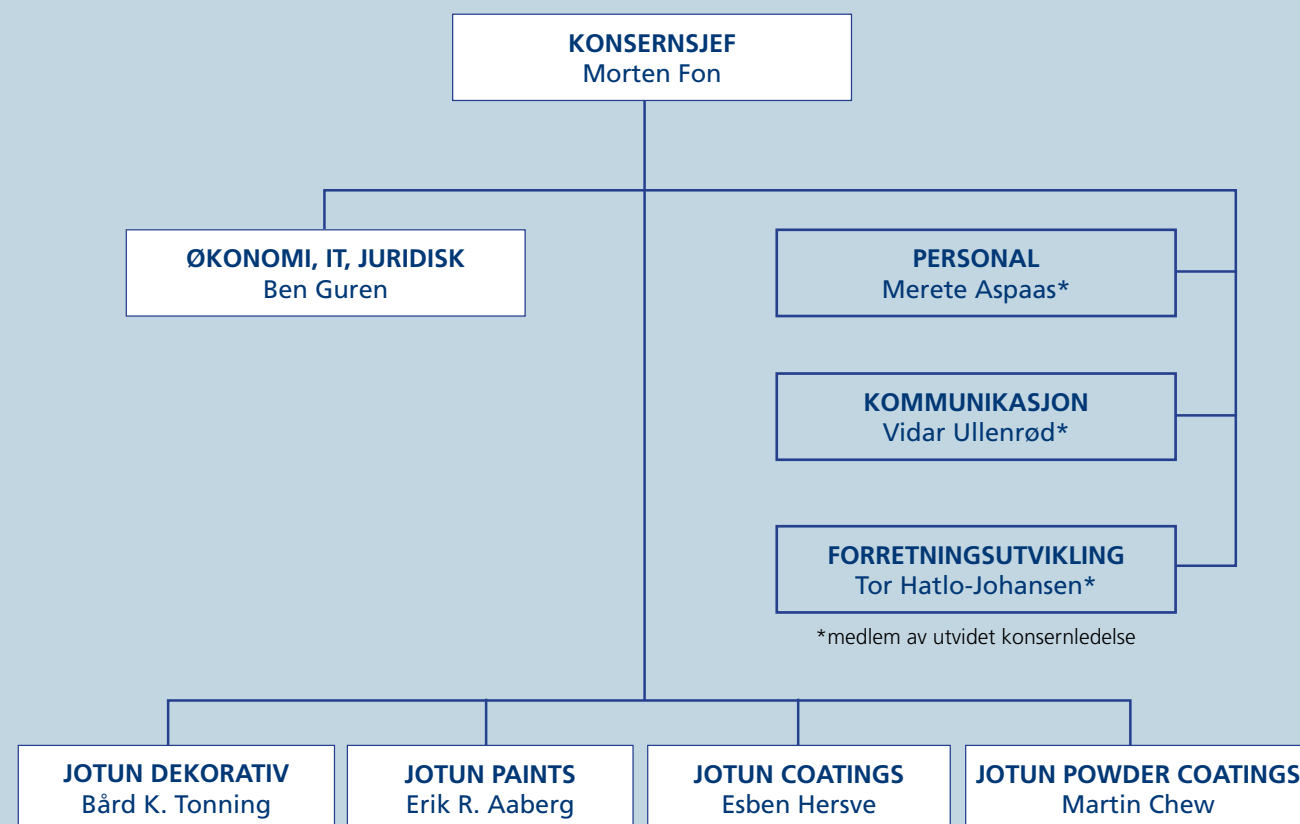 KONSERNSJEF
Morten Fon
ØKONOMI, IT, JURIDISK
Ben Guren
PERSONAL
Merete Aspaas*
KOMMUNIKASJON
Vidar Ullenrød*
FORRETNINGSUTVIKLING
Tor Hatlo-Johansen*
*medlem av utvidet konsernledelse
JOTUN DEKORATIV
Bård K. Tonning
JOTUN PAINTS
Erik R. Aaberg
JOTUN COATINGS
Esben Hersve
JOTUN POWDER COATINGS
Martin Chew